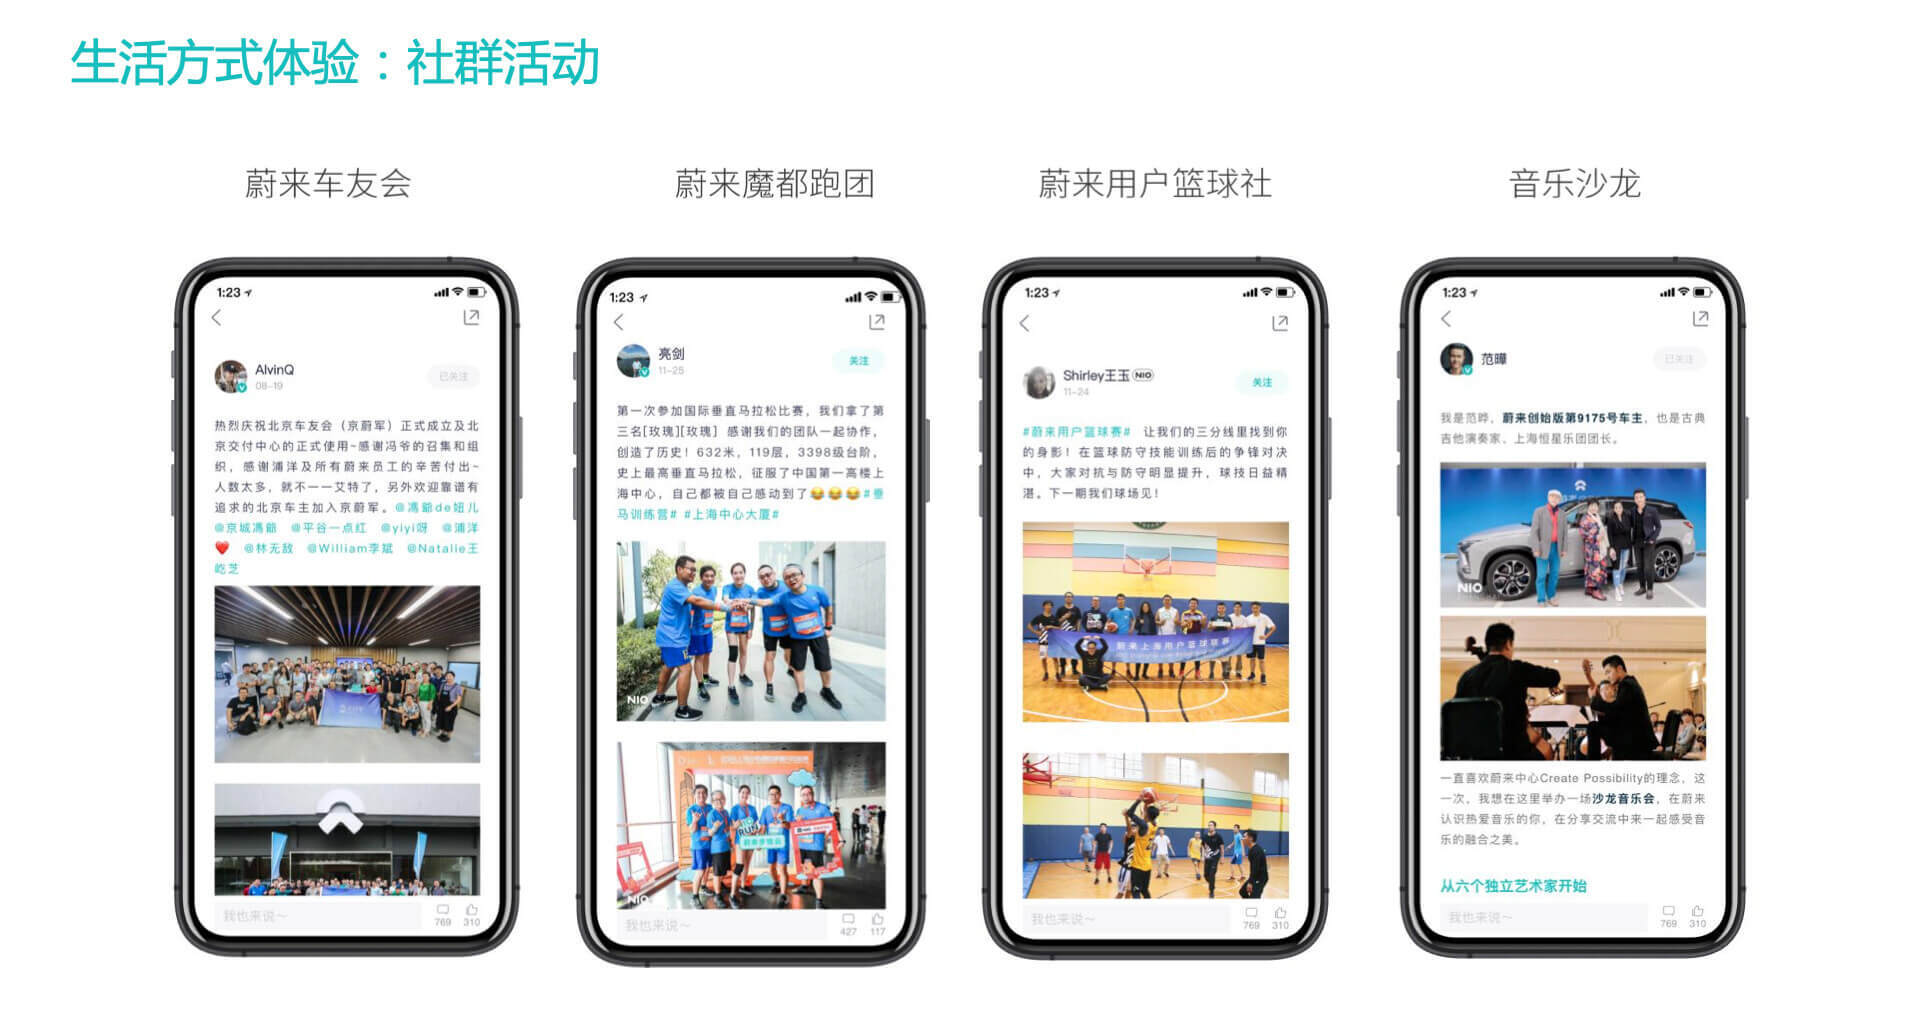 生活方式体验：社群活动
蔚来车友会
1:23
AlvinQ
08-19
已关注
热烈庆祝北京车友会（京蔚军）正式成立及北
京交付中心的正式使用~感谢冯爷的召集和组
织，感谢浦洋及所有蔚来员工的辛苦付出~
人数太多，就不一一艾特了，另外欢迎靠谱有
追求的北京车主加入京蔚军。@馮爺de妞儿
@京城馮爺 @平谷一点红 @yiyi呀 @浦洋
❤️ @林无敌 @William李斌 @Natalie王
屹芝
我也来说~
769 310
蔚来魔都跑团
1:23
亮剑
11-25
关注
第一次参加国际垂直马拉松比赛，我们拿了第
三名[玫瑰][玫瑰] 感谢我们的团队一起协作，
创造了历史！632米，119层，3398级台阶，
史上最高垂直马拉松，征服了中国第一高楼上
海中心，自己都被自己感动到了😂😂😂#垂
马训练营# #上海中心大厦#
NIO
NIO
我也来说~
427 117
蔚来用户篮球社
1:23
Shirley王玉 NIO
11-24
关注
#蔚来用户篮球赛# 让我们的三分线里找到你
的身影！在篮球防守技能训练后的争锋对决
中，大家对抗与防守明显提升，球技日益精
湛。下一期我们球场见！
蔚来上海用户篮球联赛
我也来说~
769 310
音乐沙龙
1:23
范曄
已关注
我是范晔，蔚来创始版第9175号车主，也是古典
吉他演奏家、上海恒星乐团团长。
NIO
一直喜欢蔚来中心Create Possibility的理念，这
一次，我想在这里举办一场沙龙音乐会，在蔚来
认识热爱音乐的你，在分享交流中来一起感受音
乐的融合之美。
从六个独立艺术家开始
我也来说~
769 310